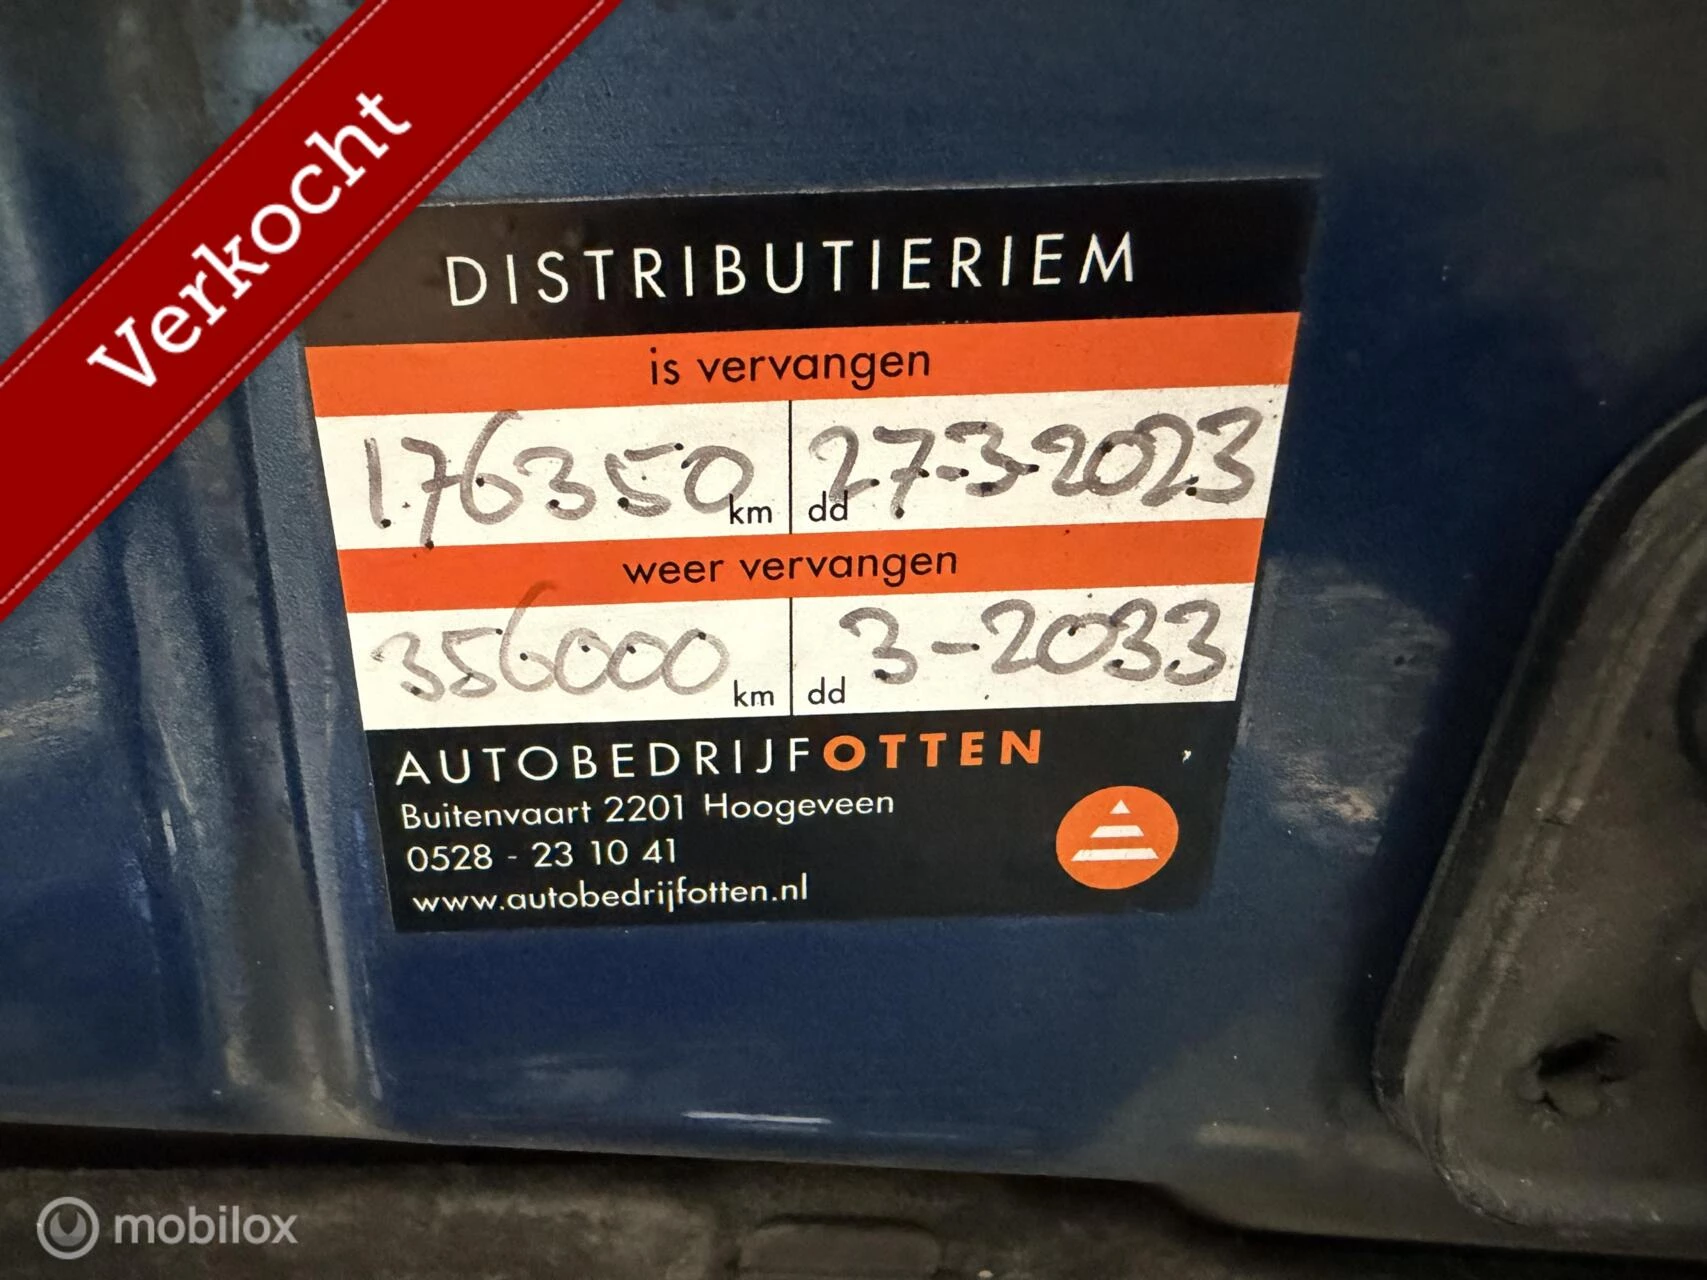 Verkocht
DISTRIBUTIERIEM
is vervangen
176350 km dd 27-3-2023
weer vervangen
356000 km dd 3-2033
AUTOBEDRIJFOTTEN
Buitenvaart 2201 Hoogeveen
0528 - 23 10 41
www.autobedrijfotten.nl
mobilox